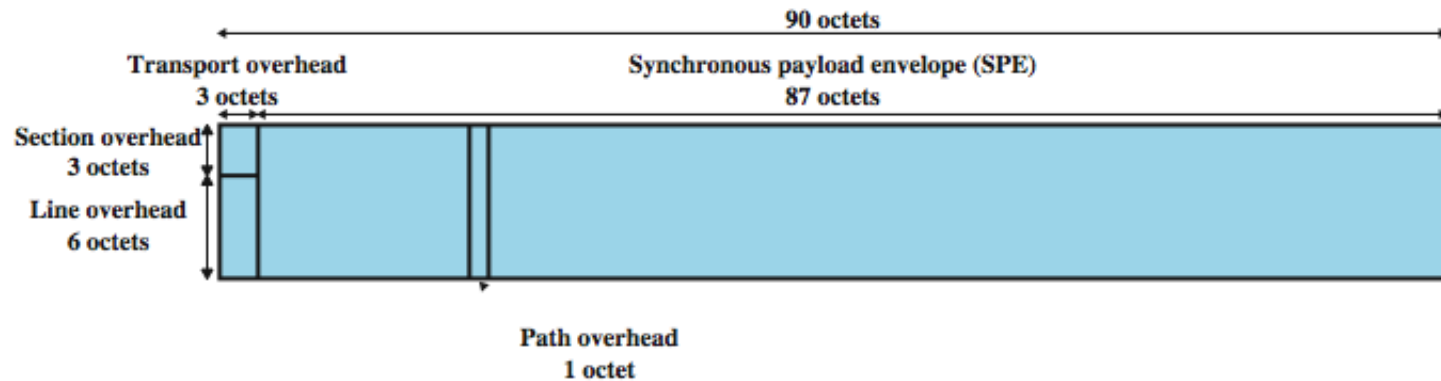 90 octets
Transport overhead
3 octets
Synchronous payload envelope (SPE)
87 octets
Section overhead
3 octets
Line overhead
6 octets
Path overhead
1 octet